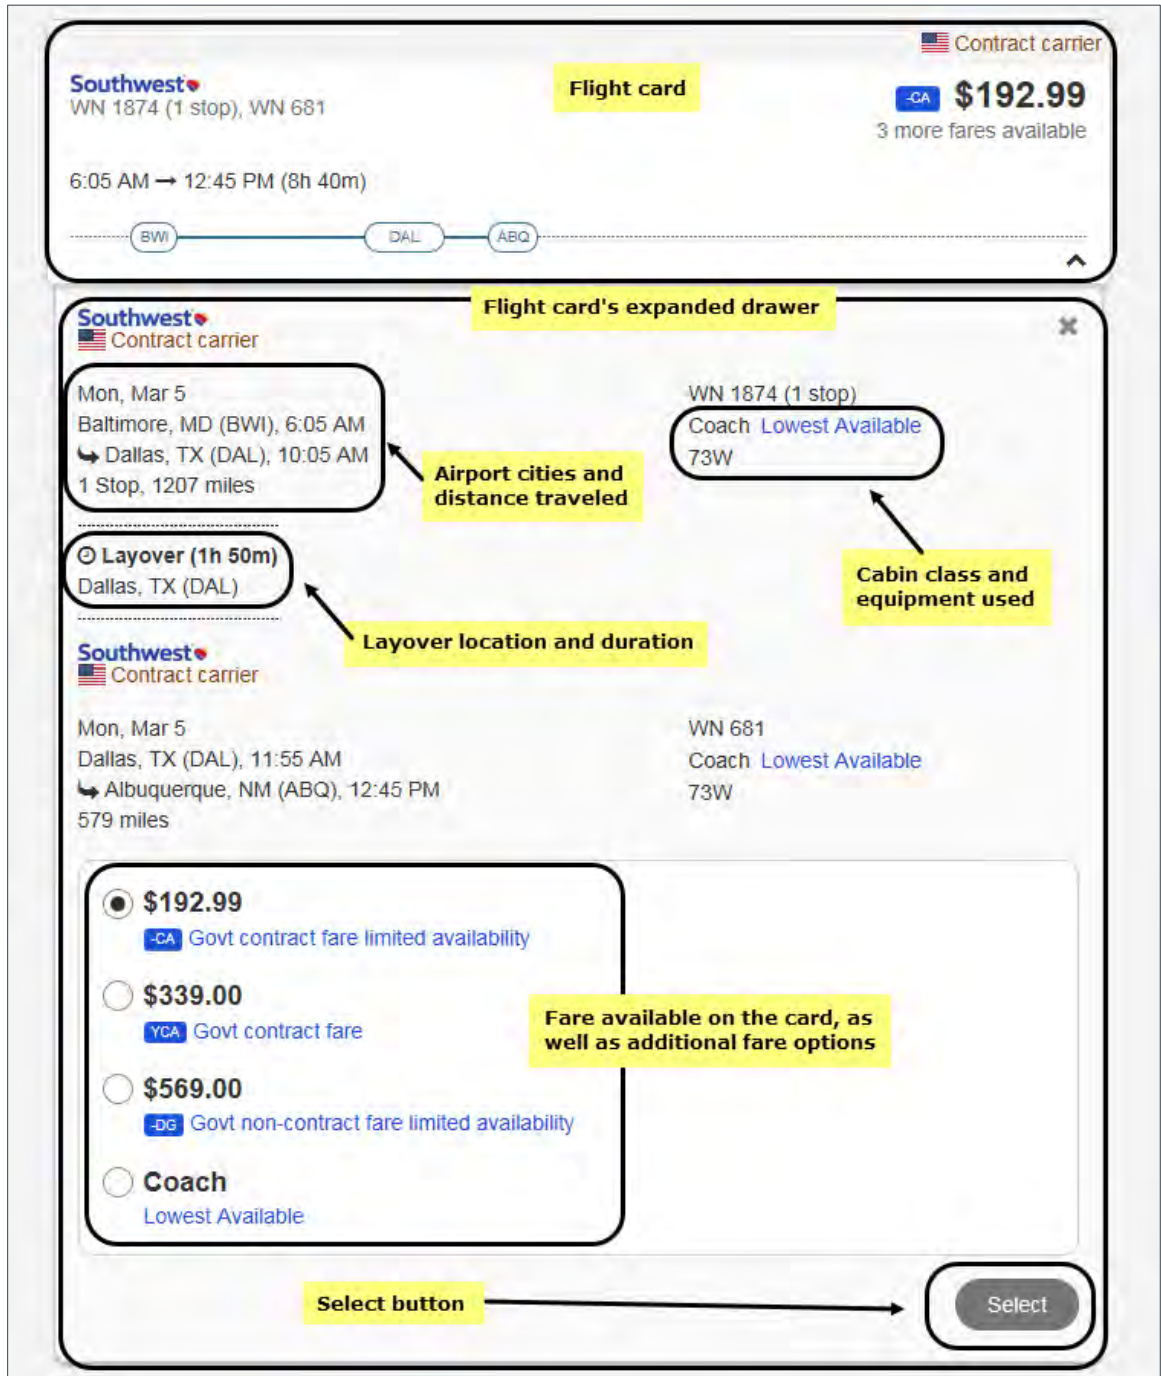 Contract carrier
Southwest
Flight card
-CA $192.99
WN 1874 (1 stop), WN 681
3 more fares available
6:05 AM → 12:45 PM (8h 40m)
BWI DAL ABQ
Flight card's expanded drawer
Southwest
Contract carrier
Mon, Mar 5
WN 1874 (1 stop)
Baltimore, MD (BWI), 6:05 AM
Coach Lowest Available
Dallas, TX (DAL), 10:05 AM
73W
1 Stop, 1207 miles
Airport cities and
distance traveled
Layover (1h 50m)
Dallas, TX (DAL)
Cabin class and
equipment used
Layover location and duration
Southwest
Contract carrier
Mon, Mar 5
WN 681
Dallas, TX (DAL), 11:55 AM
Coach Lowest Available
Albuquerque, NM (ABQ), 12:45 PM
73W
579 miles
$192.99
-CA Govt contract fare limited availability
$339.00
YCA Govt contract fare
Fare available on the card, as
well as additional fare options
$569.00
-DG Govt non-contract fare limited availability
Coach
Lowest Available
Select button
Select